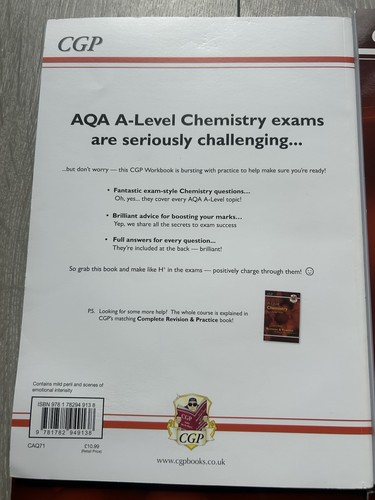 CGP
AQA A-Level Chemistry exams
are seriously challenging...
...but don't worry — this CGP Workbook is bursting with practice to help make sure you're ready!
• Fantastic exam-style Chemistry questions...
Oh, yes... they cover every AQA A-Level topic!
• Brilliant advice for boosting your marks...
Yep, we share all the secrets to exam success
• Full answers for every question...
They're included at the back — brilliant!
So grab this book and make like H⁺ in the exams — positively charge through them! ☺
P.S. Looking for some more help? The whole course is explained in
CGP's matching Complete Revision & Practice book!
Chemistry
Contains mild peril and scenes of
emotional intensity
ISBN 978 1 78294 913 8
9 781782 949138
CAQ71
£10.99
(Retail Price)
CGP
CGP
www.cgpbooks.co.uk